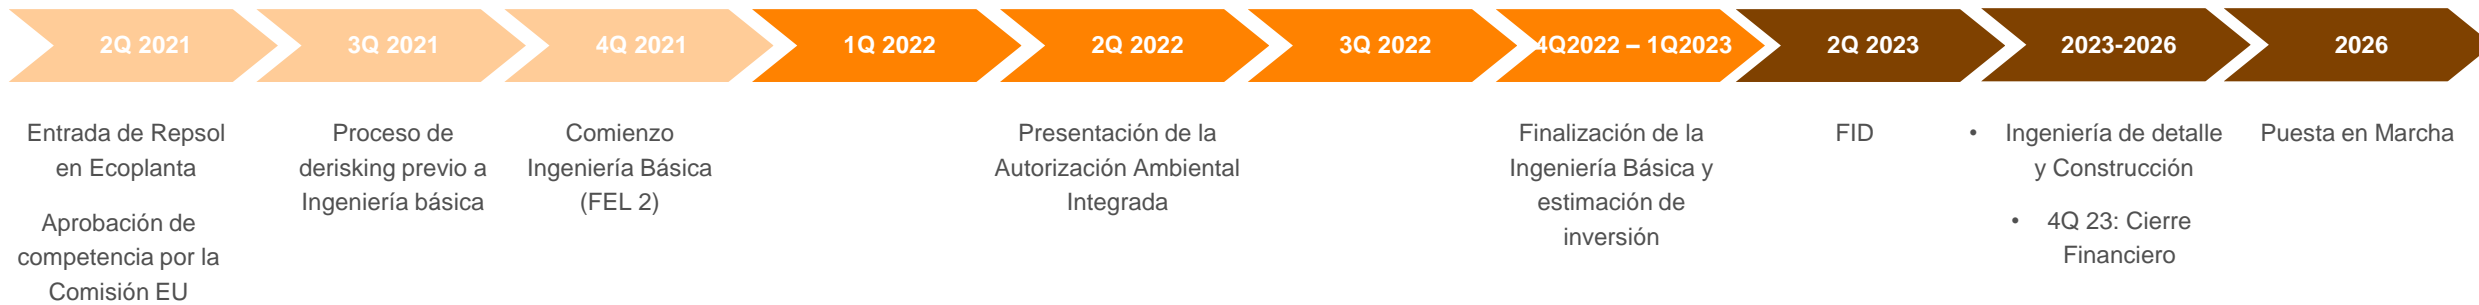 2Q 2021
3Q 2021
4Q 2021
1Q 2022
2Q 2022
3Q 2022
4Q2022 – 1Q2023
2Q 2023
2023-2026
2026
Entrada de Repsol
en Ecoplanta
Aprobación de
competencia por la
Comisión EU
Proceso de
derisking previo a
Ingeniería básica
Comienzo
Ingeniería Básica
(FEL 2)
Presentación de la
Autorización Ambiental
Integrada
Finalización de la
Ingeniería Básica y
estimación de
inversión
FID
• Ingeniería de detalle
y Construcción
• 4Q 23: Cierre
Financiero
Puesta en Marcha